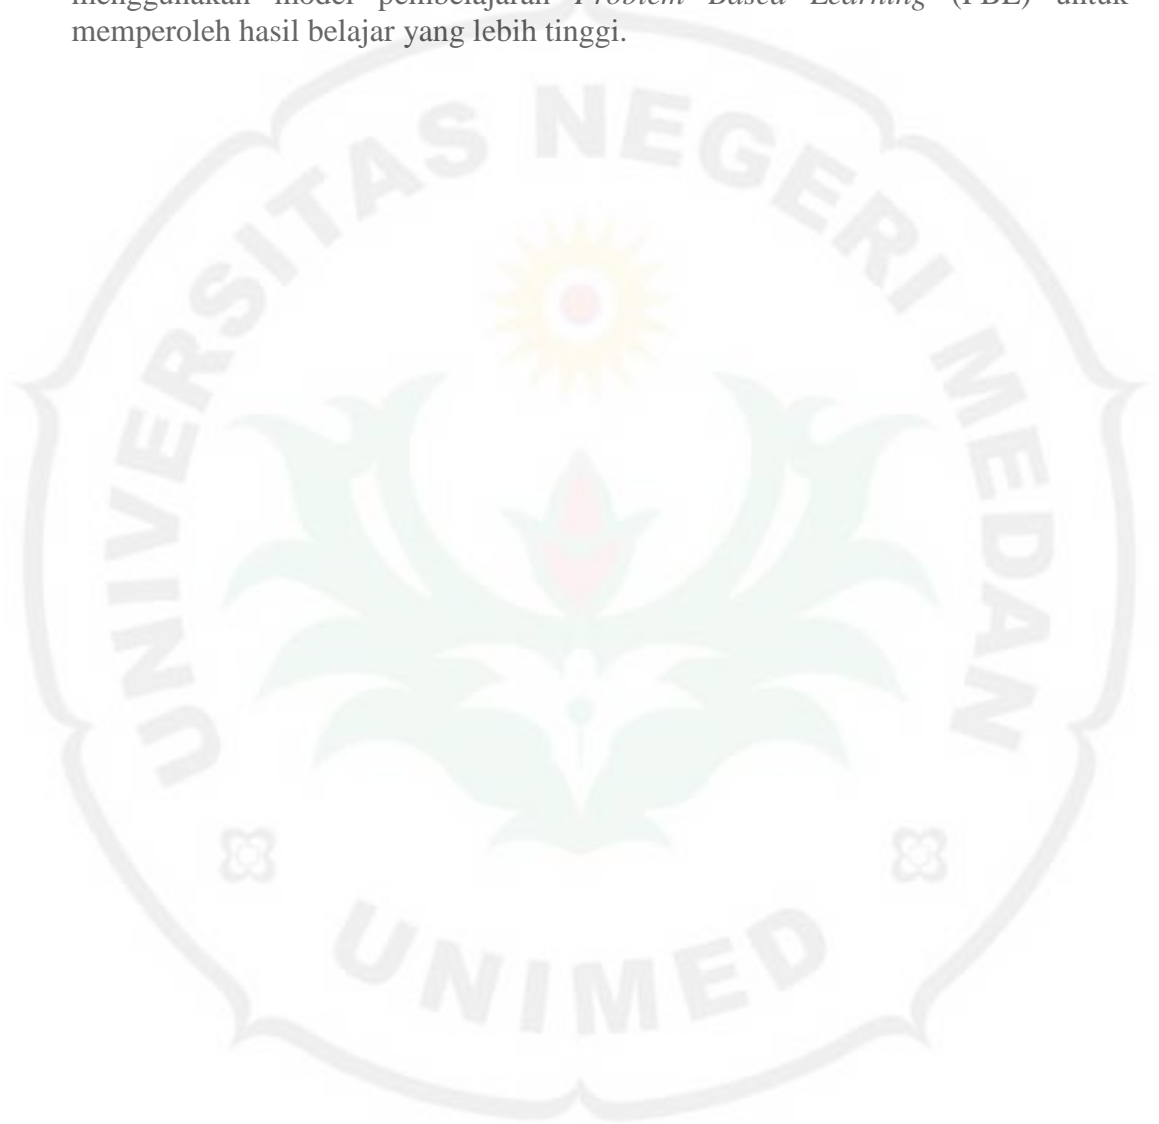 menggunakan model pembelajaran Problem Based Learning (PBL) untuk
memperoleh hasil belajar yang lebih tinggi.
UNIVERSITAS NEGERI MEDAN
UNIMED